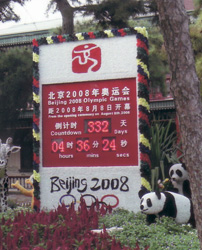 北京2008年奥运会
Beijing 2008 Olympic Games
距2008年8月8日开幕
From the opening ceremony on August 8th 2008
倒计时 332 天
Countdown Days
04 时 36 分 24 秒
hours mins secs
Beijing 2008